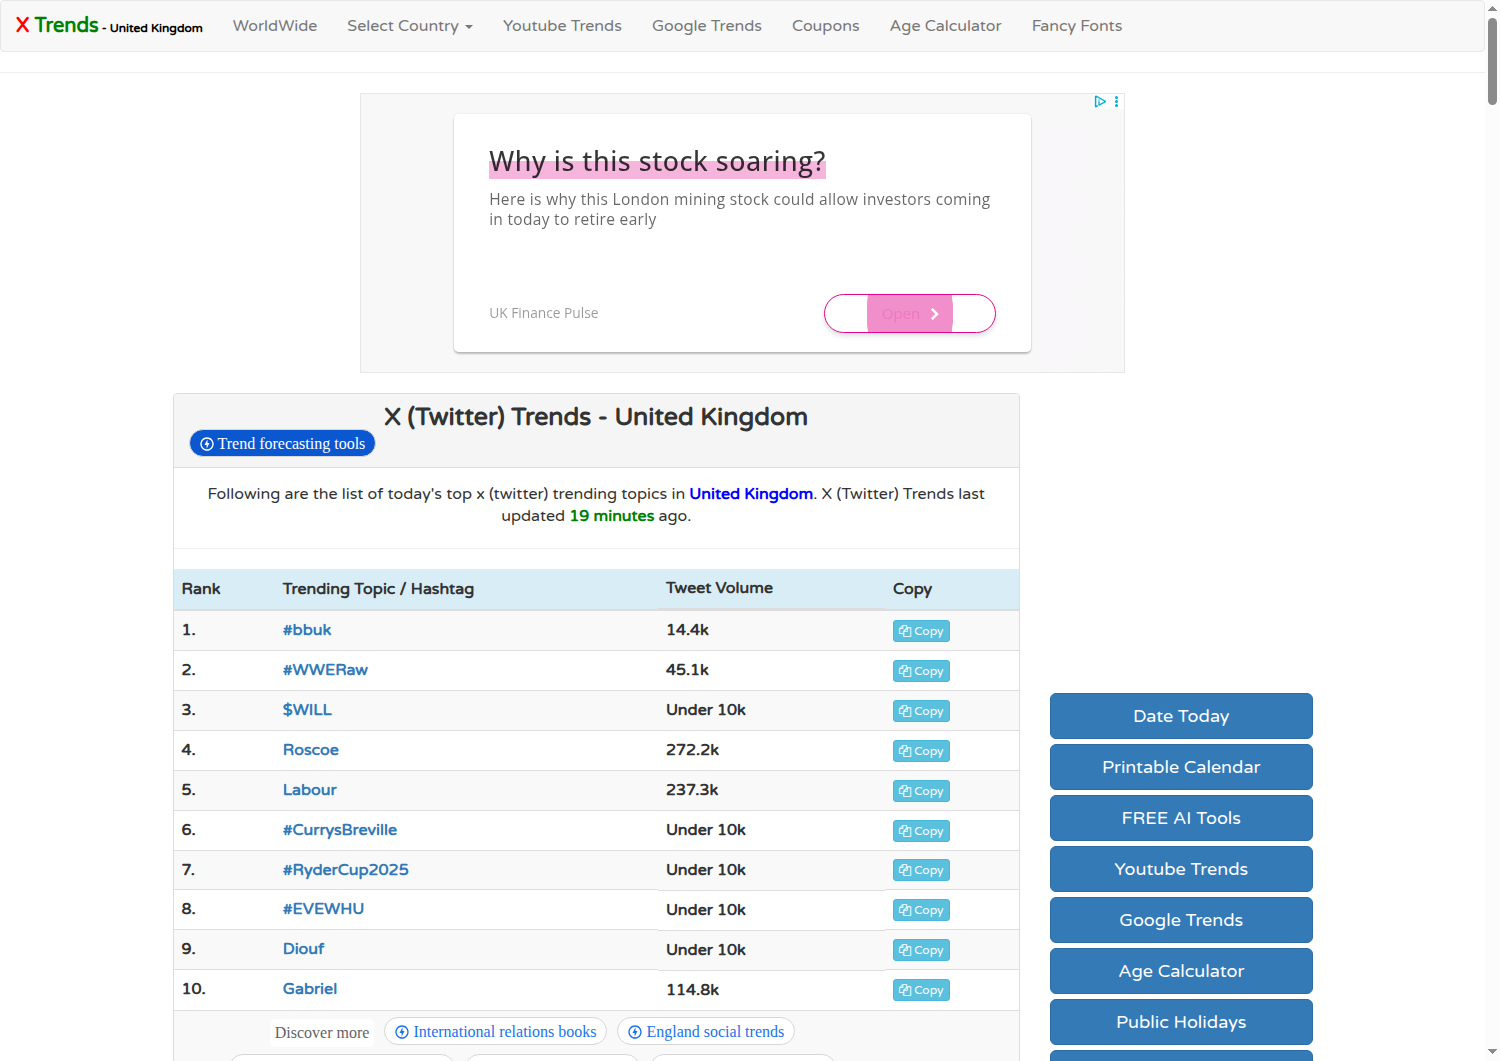 X Trends - United Kingdom WorldWide Select Country Youtube Trends Google Trends Coupons Age Calculator Fancy Fonts
Why is this stock soaring?
Here is why this London mining stock could allow investors coming
in today to retire early
UK Finance Pulse Open
X (Twitter) Trends - United Kingdom
Trend forecasting tools
Following are the list of today's top x (twitter) trending topics in United Kingdom. X (Twitter) Trends last
updated 19 minutes ago.
Rank Trending Topic / Hashtag Tweet Volume Copy
1. #bbuk 14.4k Copy
2. #WWERaw 45.1k Copy
3. $WILL Under 10k Copy
4. Roscoe 272.2k Copy
5. Labour 237.3k Copy
6. #CurrysBreville Under 10k Copy
7. #RyderCup2025 Under 10k Copy
8. #EVEWHU Under 10k Copy
9. Diouf Under 10k Copy
10. Gabriel 114.8k Copy
Discover more International relations books England social trends
Date Today
Printable Calendar
FREE AI Tools
Youtube Trends
Google Trends
Age Calculator
Public Holidays